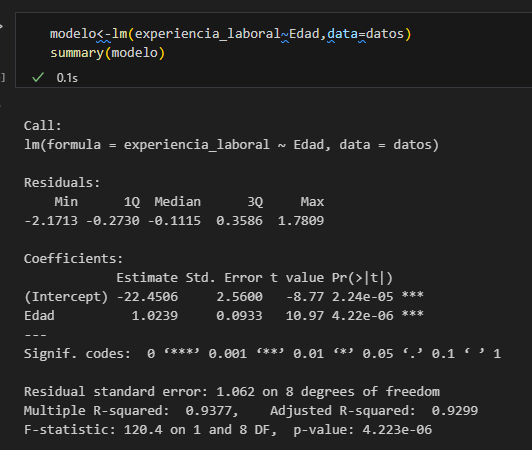 modelo<-lm(experiencia_laboral~Edad,data=datos)
summary(modelo)
]
✓ 0.1s
Call:
lm(formula = experiencia_laboral ~ Edad, data = datos)
Residuals:
    Min      1Q  Median      3Q     Max
-2.1713 -0.2730 -0.1115  0.3586  1.7809
Coefficients:
            Estimate Std. Error t value Pr(>|t|)
(Intercept) -22.4506     2.5600   -8.77 2.24e-05 ***
Edad          1.0239     0.0933   10.97 4.22e-06 ***
---
Signif. codes:  0 ‘***’ 0.001 ‘**’ 0.01 ‘*’ 0.05 ‘.’ 0.1 ‘ ’ 1
Residual standard error: 1.062 on 8 degrees of freedom
Multiple R-squared:  0.9377,    Adjusted R-squared:  0.9299
F-statistic: 120.4 on 1 and 8 DF,  p-value: 4.223e-06